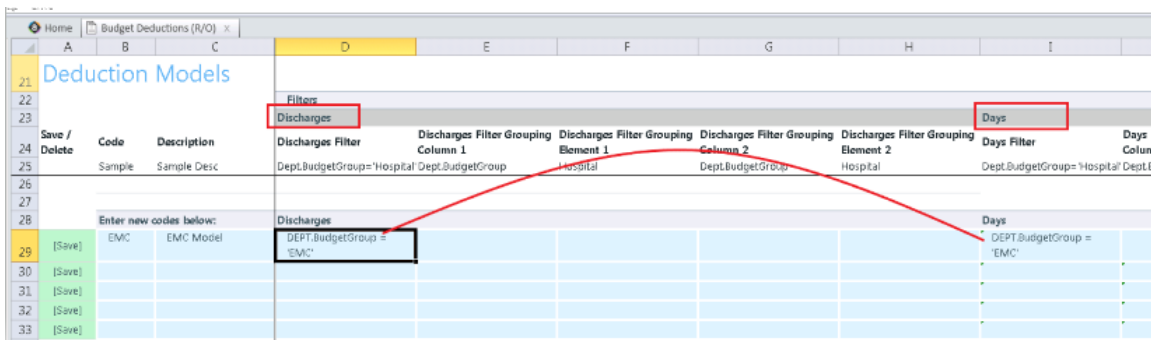 Home Budget Deductions (R/O) x
A B C D E F G H I
21 Deduction Models
22 Filters
23 Discharges Days
Save / Discharges Filter Grouping Discharges Filter Grouping Discharges Filter Grouping Discharges Filter Grouping Days
24 Delete Code Description Discharges Filter Column 1 Element 1 Column 2 Element 2 Days Filter Colum
25 Sample Sample Desc Dept.BudgetGroup='Hospital' Dept.BudgetGroup Hospital Dept.BudgetGroup Hospital Dept.BudgetGroup='Hospital' Dept.B
26
27
28 Enter new codes below: Discharges Days
EMC EMC Model DEPT.BudgetGroup = DEPT.BudgetGroup =
29 [Save] 'EMC' 'EMC'
30 [Save]
31 [Save]
32 [Save]
33 [Save]